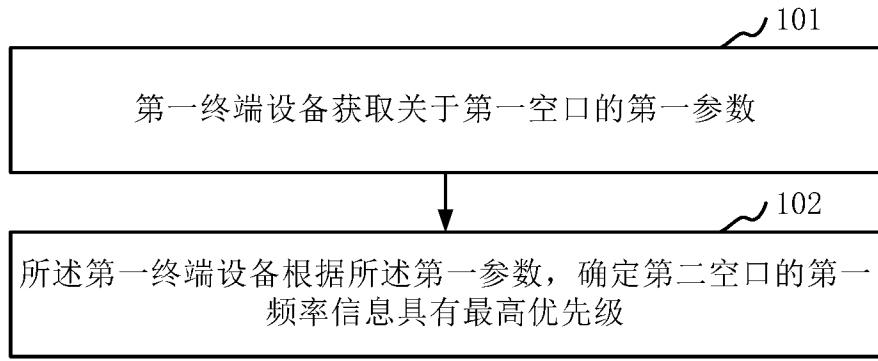 101
第一终端设备获取关于第一空口的第一参数
102
所述第一终端设备根据所述第一参数，确定第二空口的第一
频率信息具有最高优先级